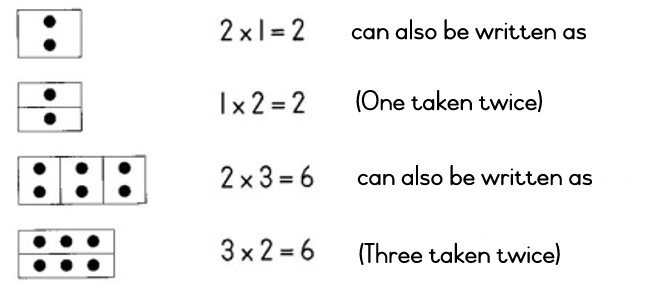 2 × 1 = 2 can also be written as
1 × 2 = 2 (One taken twice)
2 × 3 = 6 can also be written as
3 × 2 = 6 (Three taken twice)